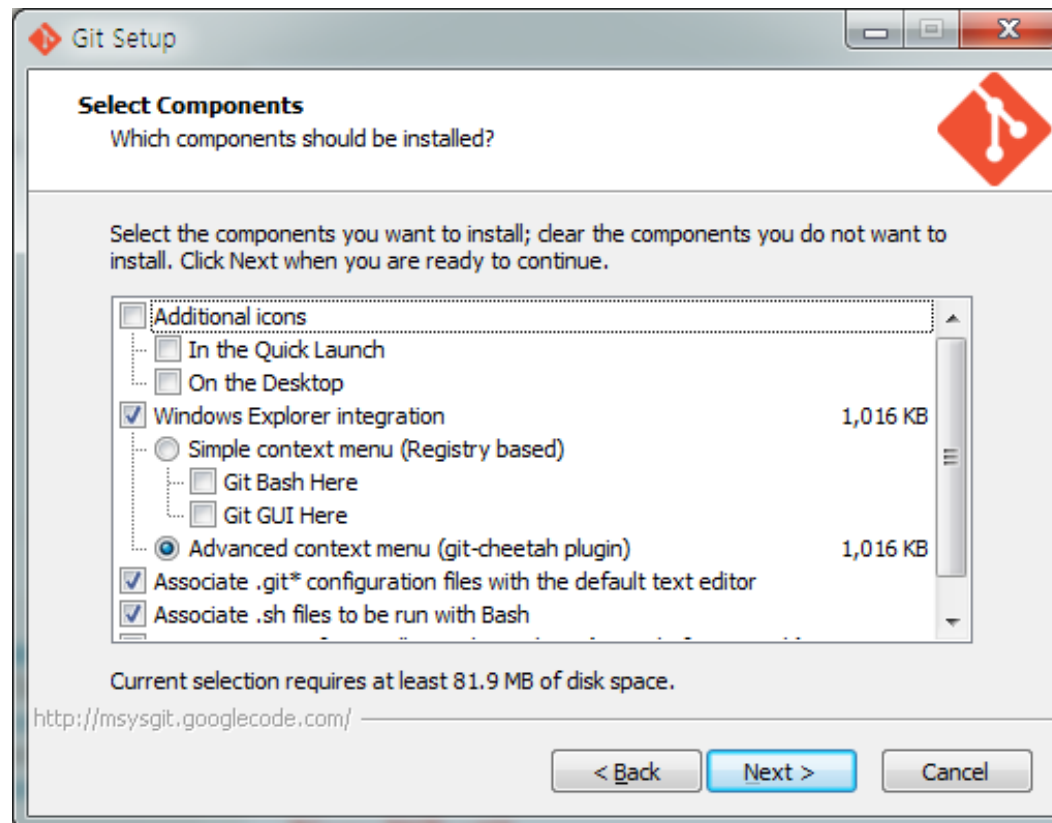 Git Setup
Select Components
Which components should be installed?
Select the components you want to install; clear the components you do not want to
install. Click Next when you are ready to continue.
Additional icons
In the Quick Launch
On the Desktop
Windows Explorer integration 1,016 KB
Simple context menu (Registry based)
Git Bash Here
Git GUI Here
Advanced context menu (git-cheetah plugin) 1,016 KB
Associate .git* configuration files with the default text editor
Associate .sh files to be run with Bash
Current selection requires at least 81.9 MB of disk space.
http://msysgit.googlecode.com/
< Back Next > Cancel